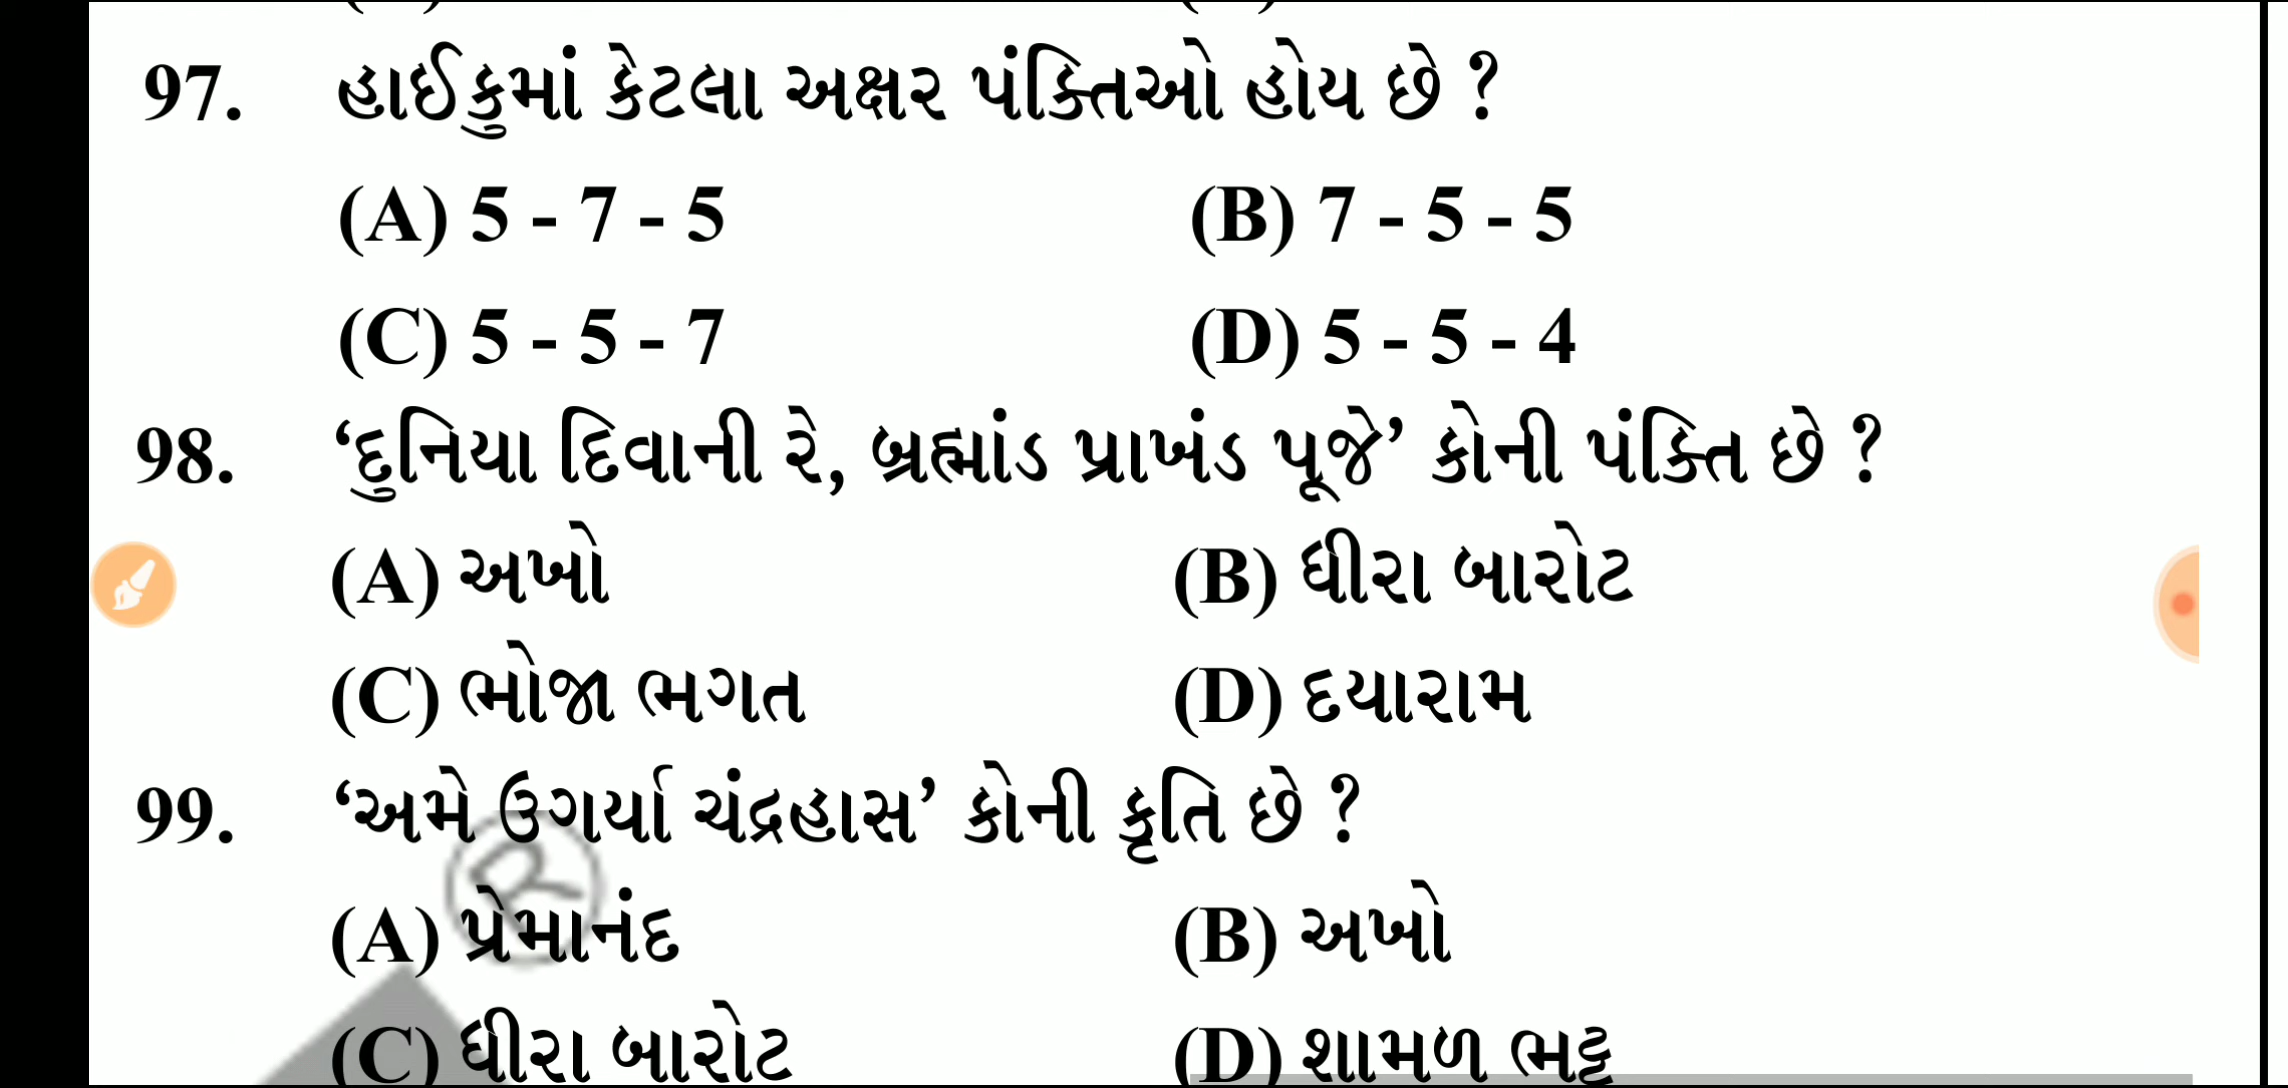 97. હાઈકુમાં કેટલા અક્ષર પંક્તિઓ હોય છે ?
(A) 5 - 7 - 5 (B) 7 - 5 - 5
(C) 5 - 5 - 7 (D) 5 - 5 - 4
98. ‘દુનિયા દિવાની રે, બ્રહ્માંડ પ્રાખંડ પૂજે’ કોની પંક્તિ છે ?
(A) અખો (B) ધીરા બારોટ
(C) ભોજા ભગત (D) દયારામ
99. ‘અમે ઉગર્યા ચંદ્રહાસ’ કોની કૃતિ છે ?
(A) પ્રેમાનંદ (B) અખો
(C) ધીરા બારોટ (D) શામળ ભટ્ટ